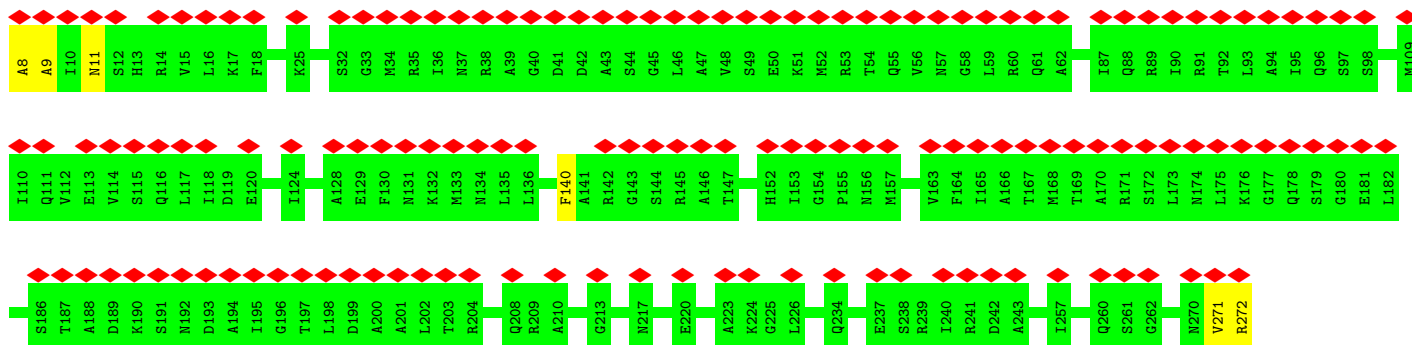 A8 A9 I10 N11 S12 H13 R14 V15 L16 K17 F18 K25 S32 G33 M34 R35 I36 N37 R38 A39 G40 D41 D42 A43 S44 G45 L46 A47 V48 S49 E50 K51 M52 R53 T54 Q55 V56 N57 G58 L59 R60 Q61 A62 I87 Q88 R89 I90 R91 T92 L93 A94 I95 Q96 S97 S98 M109
I110 Q111 V112 E113 V114 S115 Q116 L117 I118 D119 E120 I124 A128 E129 F130 N131 K132 M133 N134 L135 L136 F140 A141 R142 G143 S144 R145 A146 T147 H152 I153 G154 P155 N156 M157 V163 F164 I165 A166 T167 M168 T169 A170 R171 S172 L173 N174 L175 K176 G177 Q178 S179 G180 E181 L182
S186 T187 A188 D189 K190 S191 N192 D193 A194 I195 G196 T197 L198 D199 A200 A201 L202 T203 R204 Q208 R209 A210 G213 N217 E220 A223 K224 G225 L226 Q234 E237 S238 R239 I240 R241 D242 A243 I257 Q260 S261 G262 N270 V271 R272